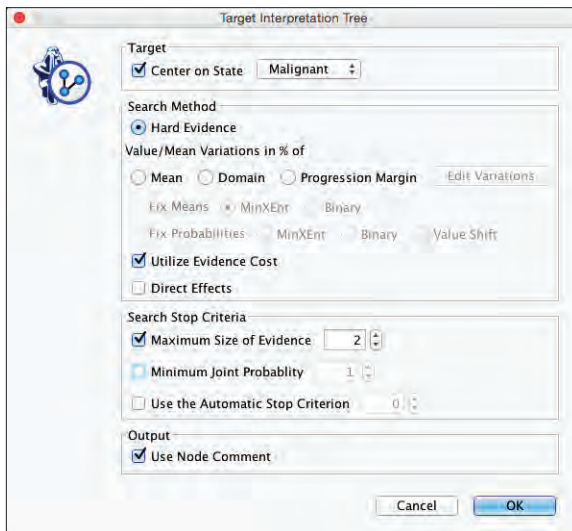 Target Interpretation Tree
Target
Center on State Malignant
Search Method
Hard Evidence
Value/Mean Variations in % of
Mean Domain Progression Margin Edit Variations
Fix Means MinXEnt Binary
Fix Probabilities MinXEnt Binary Value Shift
Utilize Evidence Cost
Direct Effects
Search Stop Criteria
Maximum Size of Evidence 2
Minimum Joint Probablity 1
Use the Automatic Stop Criterion 0
Output
Use Node Comment
Cancel OK